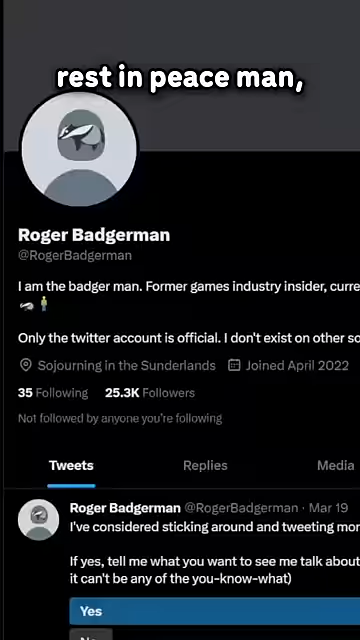 rest in peace man,
Roger Badgerman
@RogerBadgerman
I am the badger man. Former games industry insider, curre
Only the twitter account is official. I don't exist on other so
Sojourning in the Sunderlands Joined April 2022
35 Following 25.3K Followers
Not followed by anyone you're following
Tweets Replies Media
Roger Badgerman @RogerBadgerman · Mar 19
I've considered sticking around and tweeting mor
If yes, tell me what you want to see me talk about
it can't be any of the you-know-what)
Yes
No